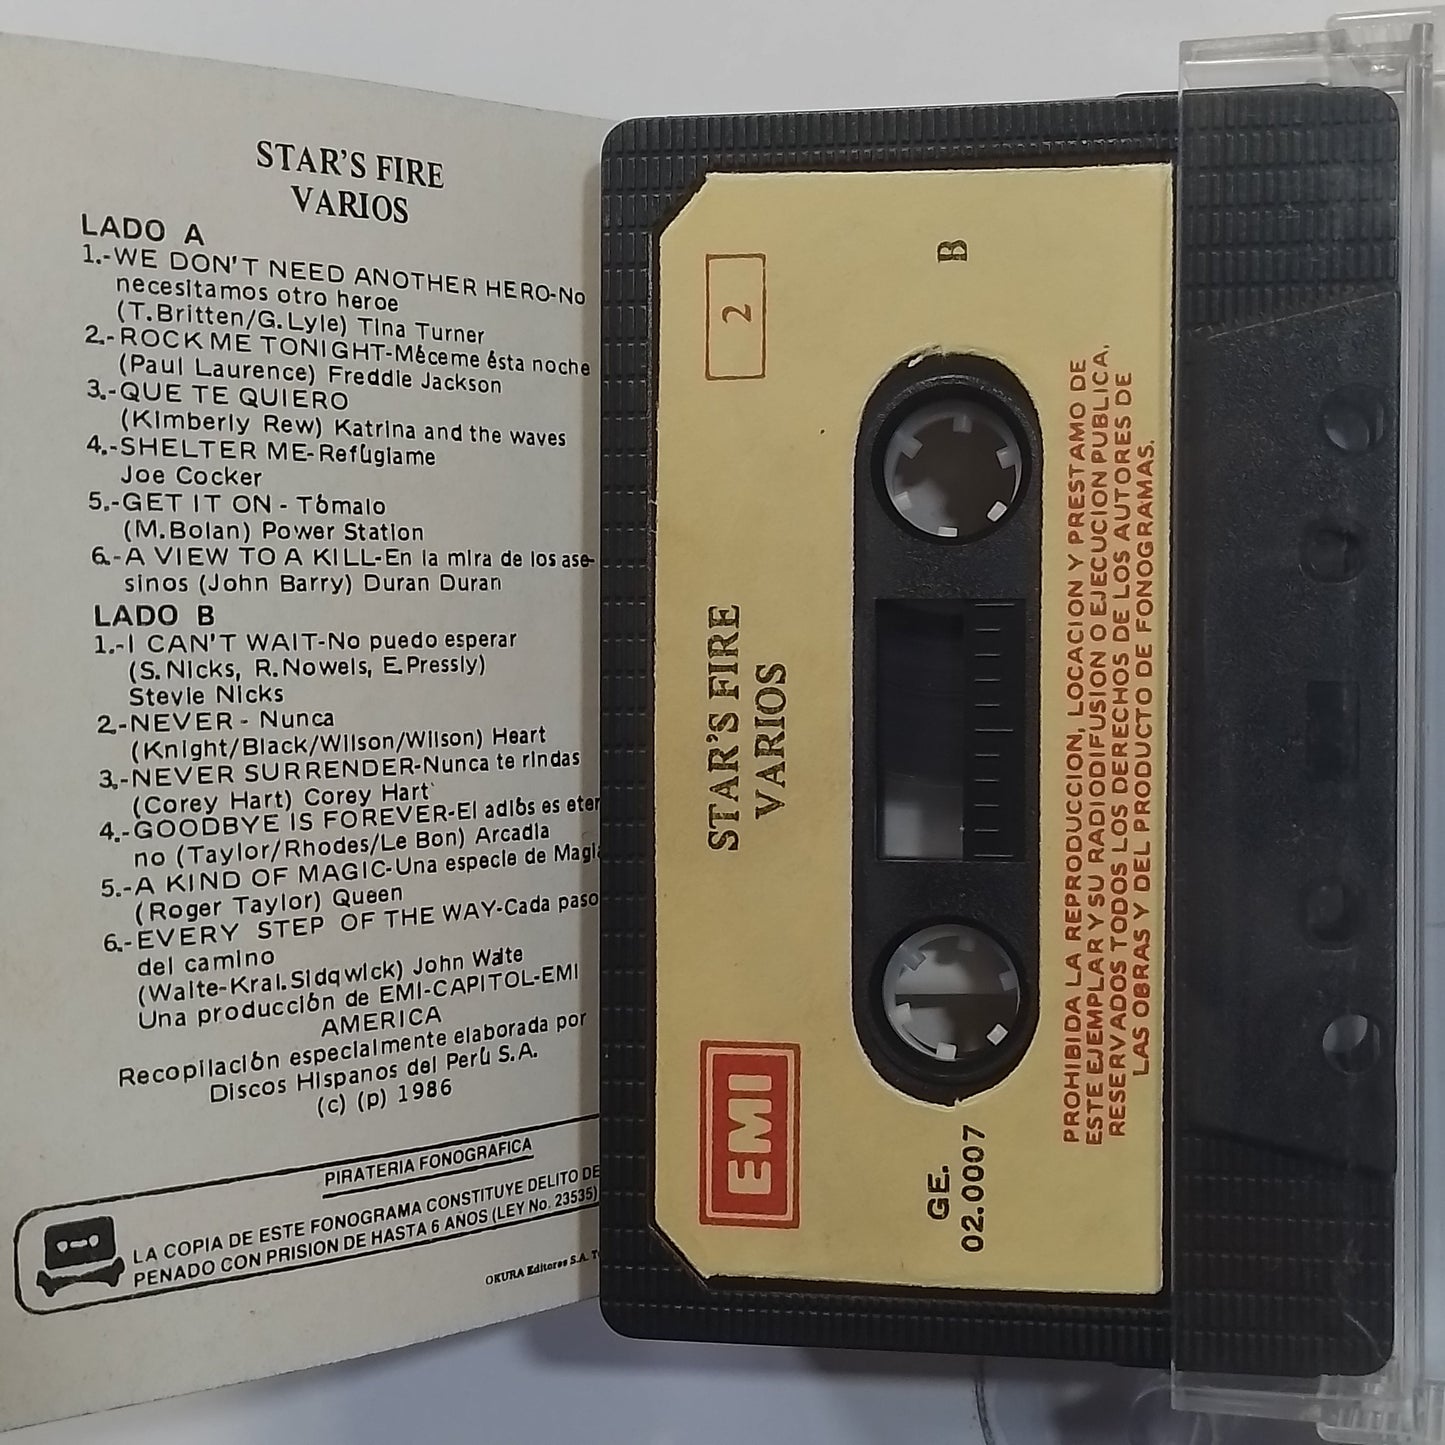 STAR'S FIRE
VARIOS
LADO A
1.-WE DON'T NEED ANOTHER HERO-No
necesitamos otro heroe
(T.Britten/G.Lyle) Tina Turner
2.-ROCK ME TONIGHT-Méceme ésta noche
(Paul Laurence) Freddie Jackson
3.-QUE TE QUIERO
(Kimberly Rew) Katrina and the waves
4.-SHELTER ME-Refúgiame
Joe Cocker
5.-GET IT ON - Tómalo
(M.Bolan) Power Station
6.-A VIEW TO A KILL-En la mira de los ase-
sinos (John Barry) Duran Duran
LADO B
1.-I CAN'T WAIT-No puedo esperar
(S.Nicks, R.Nowels, E.Pressly)
Stevie Nicks
2.-NEVER - Nunca
(Knight/Black/Wilson/Wilson) Heart
3.-NEVER SURRENDER-Nunca te rindas
(Corey Hart) Corey Hart
4.-GOODBYE IS FOREVER-El adiós es eter
no (Taylor/Rhodes/Le Bon) Arcadia
5.-A KIND OF MAGIC-Una especie de Magia
(Roger Taylor) Queen
6.-EVERY STEP OF THE WAY-Cada paso
del camino
(Waite-Kral.Sidqwick) John Waite
Una producción de EMI-CAPITOL-EMI
AMERICA
Recopilación especialmente elaborada por
Discos Hispanos del Perú S.A.
(c) (p) 1986
PIRATERIA FONOGRAFICA
LA COPIA DE ESTE FONOGRAMA CONSTITUYE DELITO DE
PENADO CON PRISION DE HASTA 6 ANOS (LEY No. 23535)
OKURA Editores S.A.
2
B
STAR'S FIRE
VARIOS
EMI
GE.
02.0007
PROHIBIDA LA REPRODUCCION, LOCACION Y PRESTAMO DE
ESTE EJEMPLAR Y SU RADIODIFUSION O EJECUCION PUBLICA,
RESERVADOS TODOS LOS DERECHOS DE LOS AUTORES DE
LAS OBRAS Y DEL PRODUCTO DE FONOGRAMAS.